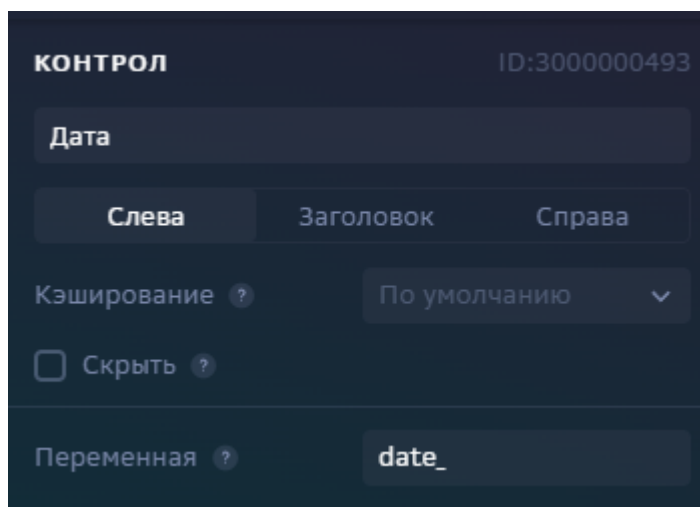 КОНТРОЛ ID:3000000493
Дата
Слева Заголовок Справа
Кэширование ? По умолчанию
Скрыть ?
Переменная ? date_